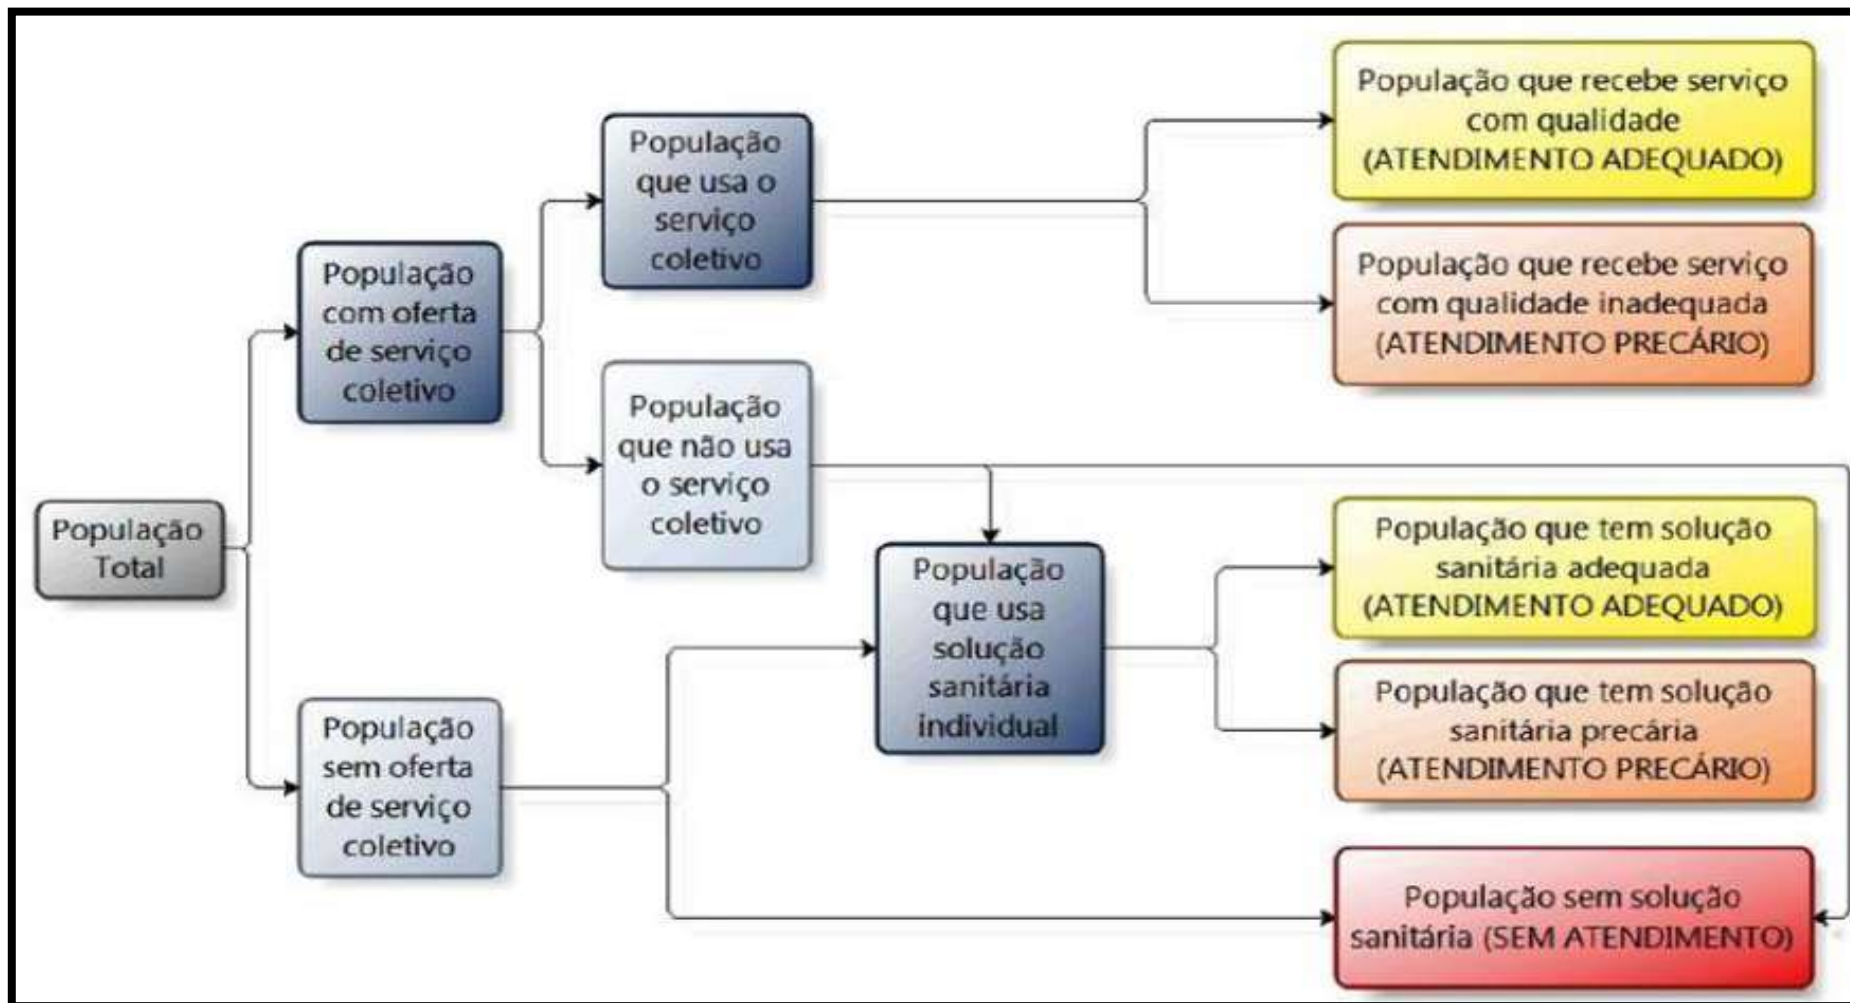 População
Total
População
com oferta
de serviço
coletivo
População
sem oferta
de serviço
coletivo
População
que usa o
serviço
coletivo
População
que não usa
o serviço
coletivo
População
que usa
solução
sanitária
individual
População que recebe serviço
com qualidade
(ATENDIMENTO ADEQUADO)
População que recebe serviço
com qualidade inadequada
(ATENDIMENTO PRECÁRIO)
População que tem solução
sanitária adequada
(ATENDIMENTO ADEQUADO)
População que tem solução
sanitária precária
(ATENDIMENTO PRECÁRIO)
População sem solução
sanitária (SEM ATENDIMENTO)